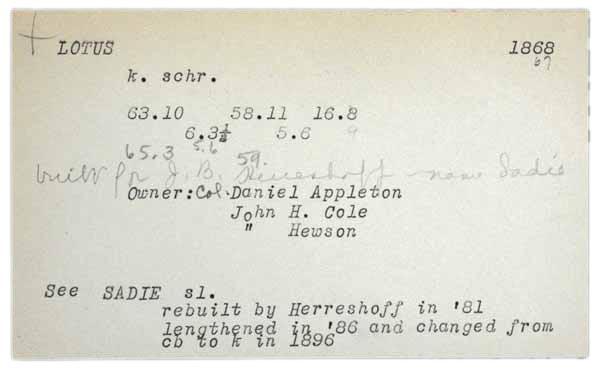 + LOTUS 1868
67
k. schr.
63.10 58.11 16.8
6.3½ 5.6 9
65.3 5.6 59.
built for J. B. Herreshoff name Sadie
Owner: Col. Daniel Appleton
John H. Cole
" Hewson
See SADIE sl.
rebuilt by Herreshoff in '81
lengthened in '86 and changed from
cb to k in 1896